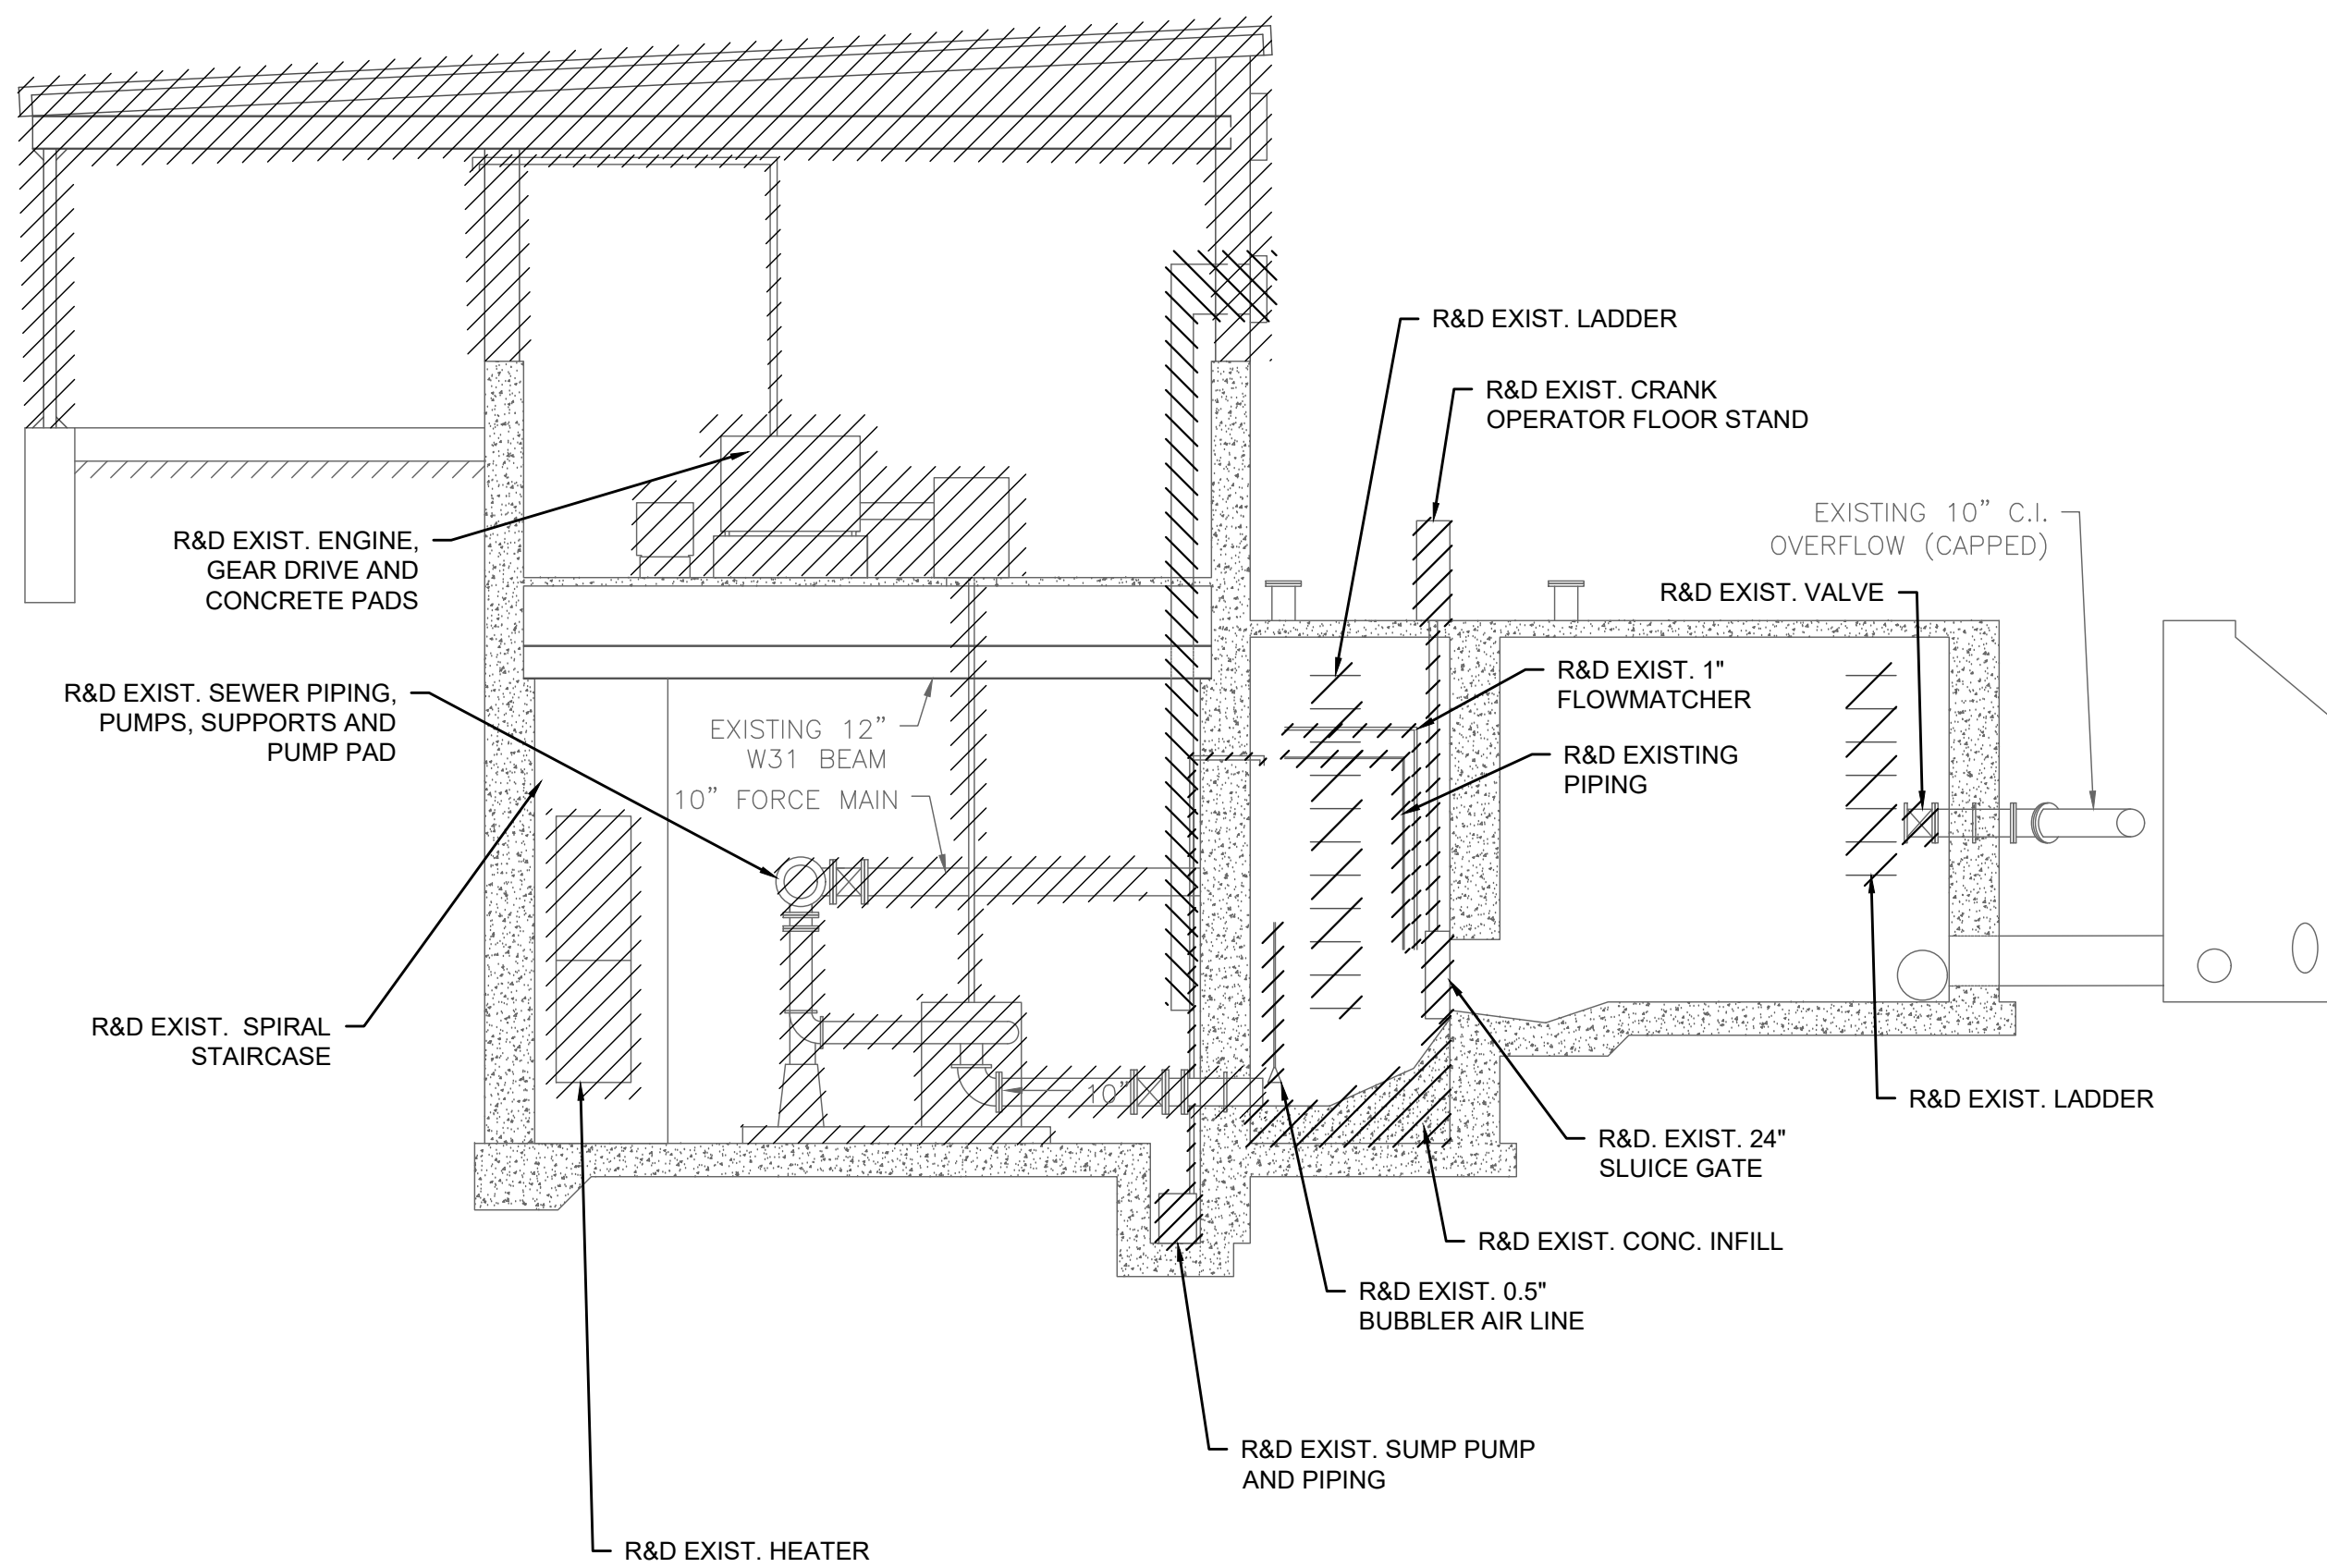 R&D EXIST. LADDER
R&D EXIST. CRANK
OPERATOR FLOOR STAND
EXISTING 10” C.I.
OVERFLOW (CAPPED)
R&D EXIST. VALVE
R&D EXIST. ENGINE,
GEAR DRIVE AND
CONCRETE PADS
R&D EXIST. 1"
FLOWMATCHER
R&D EXIST. SEWER PIPING,
PUMPS, SUPPORTS AND
PUMP PAD
EXISTING 12”
W31 BEAM
R&D EXISTING
PIPING
10” FORCE MAIN
R&D EXIST. SPIRAL
STAIRCASE
10”
R&D EXIST. LADDER
R&D. EXIST. 24"
SLUICE GATE
R&D EXIST. CONC. INFILL
R&D EXIST. 0.5"
BUBBLER AIR LINE
R&D EXIST. SUMP PUMP
AND PIPING
R&D EXIST. HEATER